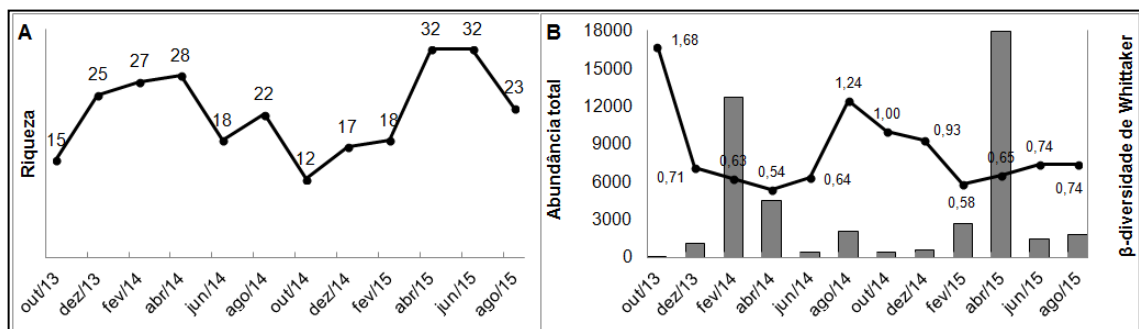 A
Riqueza
15
25
27
28
18
22
12
17
18
32
32
23
out/13
dez/13
fev/14
abr/14
jun/14
ago/14
out/14
dez/14
fev/15
abr/15
jun/15
ago/15
B
Abundância total
18000
15000
12000
9000
6000
3000
0
1,68
0,71
0,63
0,54
0,64
1,24
1,00
0,93
0,58
0,65
0,74
0,74
out/13
dez/13
fev/14
abr/14
jun/14
ago/14
out/14
dez/14
fev/15
abr/15
jun/15
ago/15
β-diversidade de Whittaker